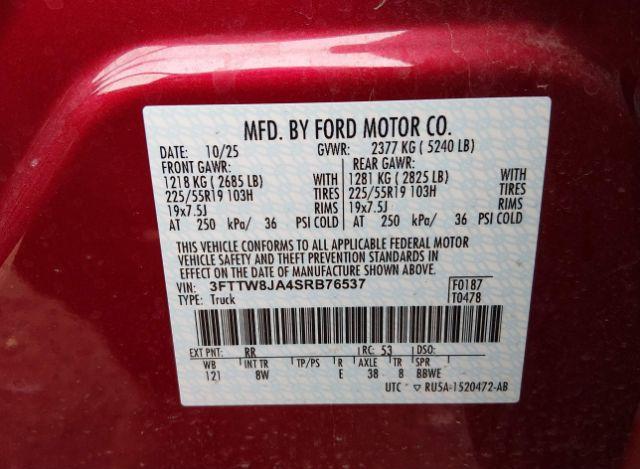 MFD. BY FORD MOTOR CO.
DATE: 10/25 GVWR: 2377 KG ( 5240 LB)
FRONT GAWR: REAR GAWR:
1218 KG ( 2685 LB) WITH 1281 KG ( 2825 LB) WITH
225/55R19 103H TIRES 225/55R19 103H TIRES
19x7.5J RIMS 19x7.5J RIMS
AT 250 kPa/ 36 PSI COLD AT 250 kPa/ 36 PSI COLD
THIS VEHICLE CONFORMS TO ALL APPLICABLE FEDERAL MOTOR
VEHICLE SAFETY AND THEFT PREVENTION STANDARDS IN
EFFECT ON THE DATE OF MANUFACTURE SHOWN ABOVE.
VIN: 3FTTW8JA4SRB76537 F0187
TYPE: Truck T0478
EXT PNT: RR RC: 53 DSO:
WB INT TR TP/PS R AXLE TR SPR
121 8W E 38 8 BBWE
UTC ▽ RU5A-1520472-AB